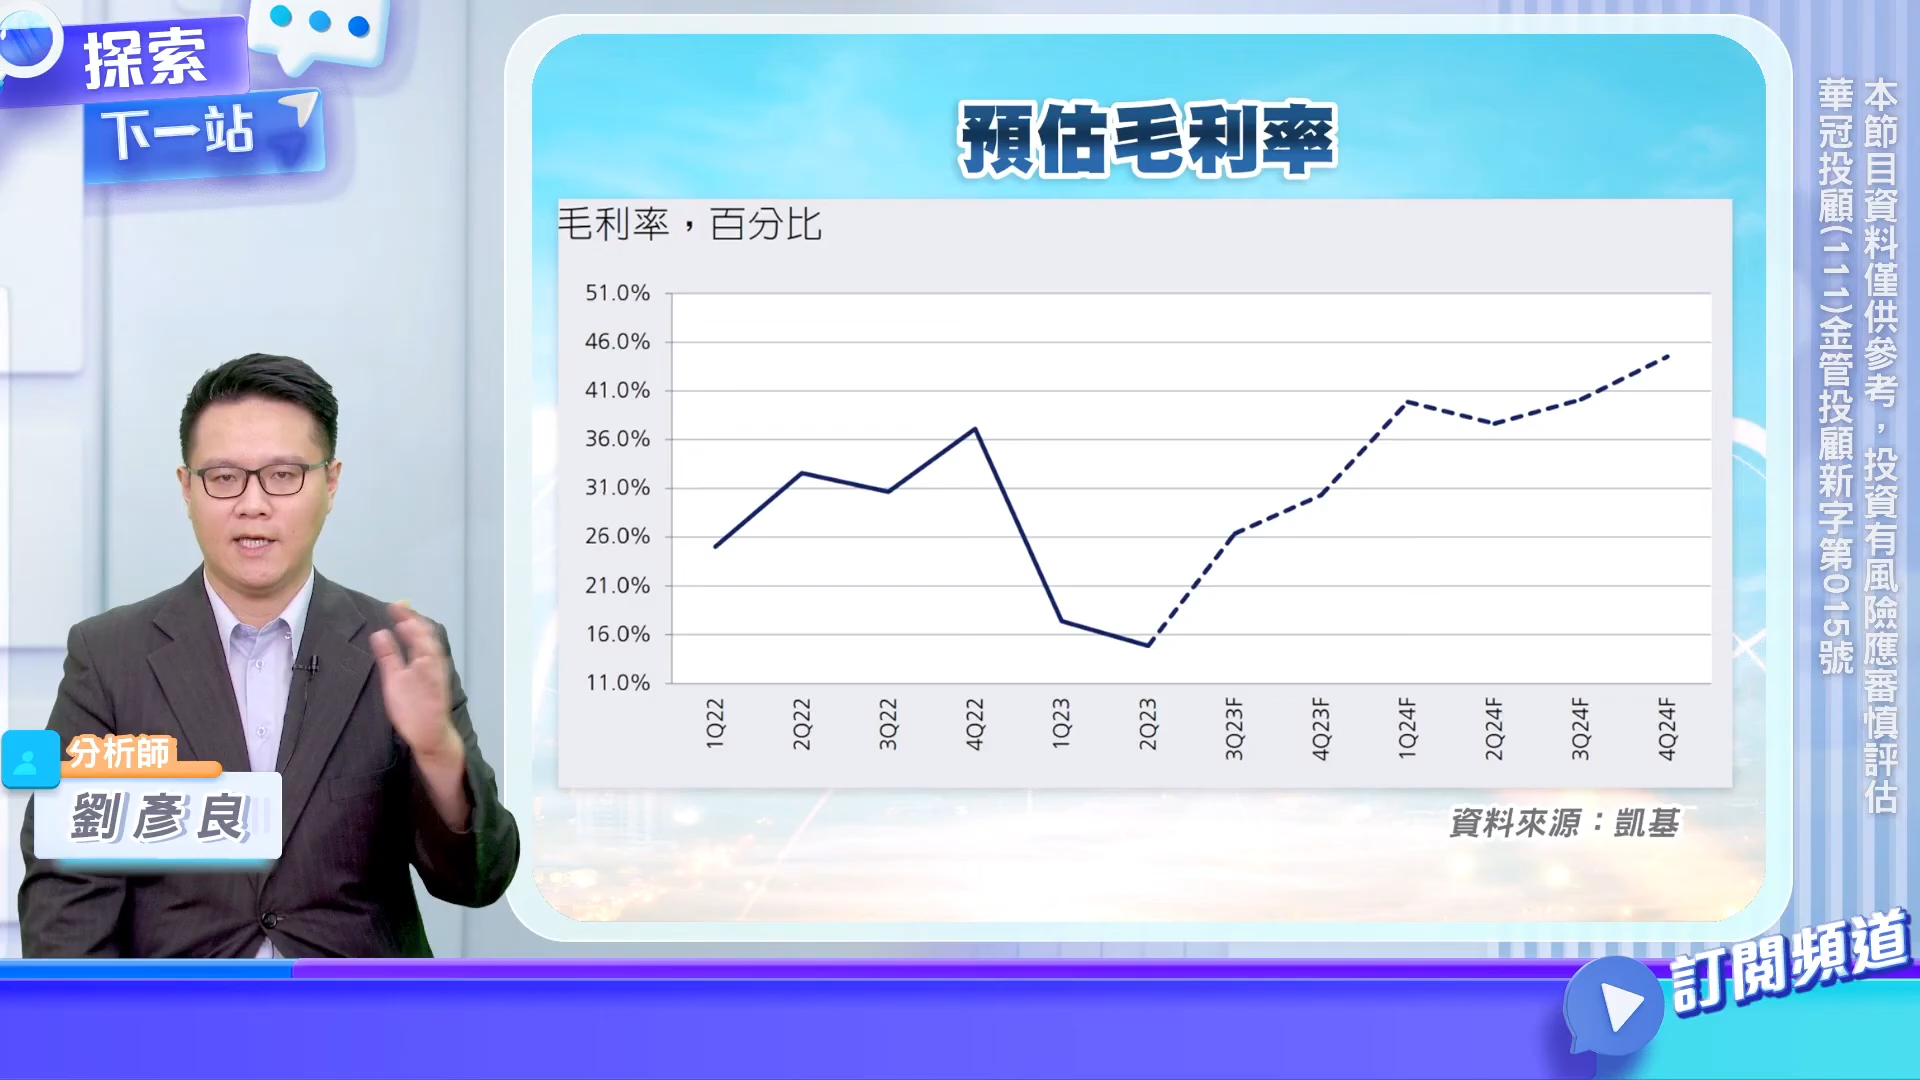 探索
下一站
預估毛利率
毛利率，百分比
51.0%
46.0%
41.0%
36.0%
31.0%
26.0%
21.0%
16.0%
11.0%
1Q22
2Q22
3Q22
4Q22
1Q23
2Q23
3Q23F
4Q23F
1Q24F
2Q24F
3Q24F
4Q24F
資料來源：凱基
分析師
劉彥良
本節目資料僅供參考，投資有風險應審慎評估
華冠投顧(111)金管投顧新字第015號
訂閱頻道